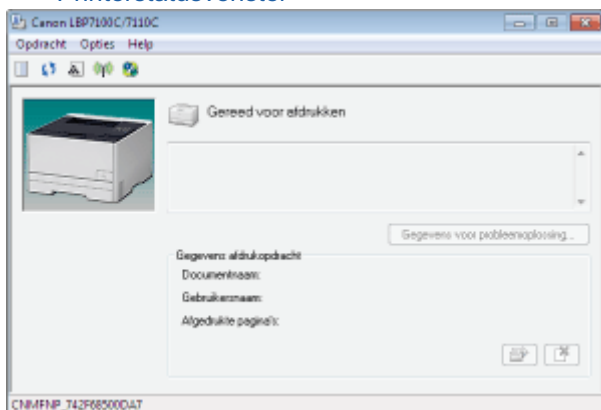 Printerstatusvenster
Canon LBP7100C/7110C
Opdracht Opties Help
Gereed voor afdrukken
Gegevens voor probleemoplossing...
Gegevens afdrukopdracht
Documentnaam:
Gebruikersnaam:
Afgedrukte pagina's:
CNMFNP_742F68500DAT